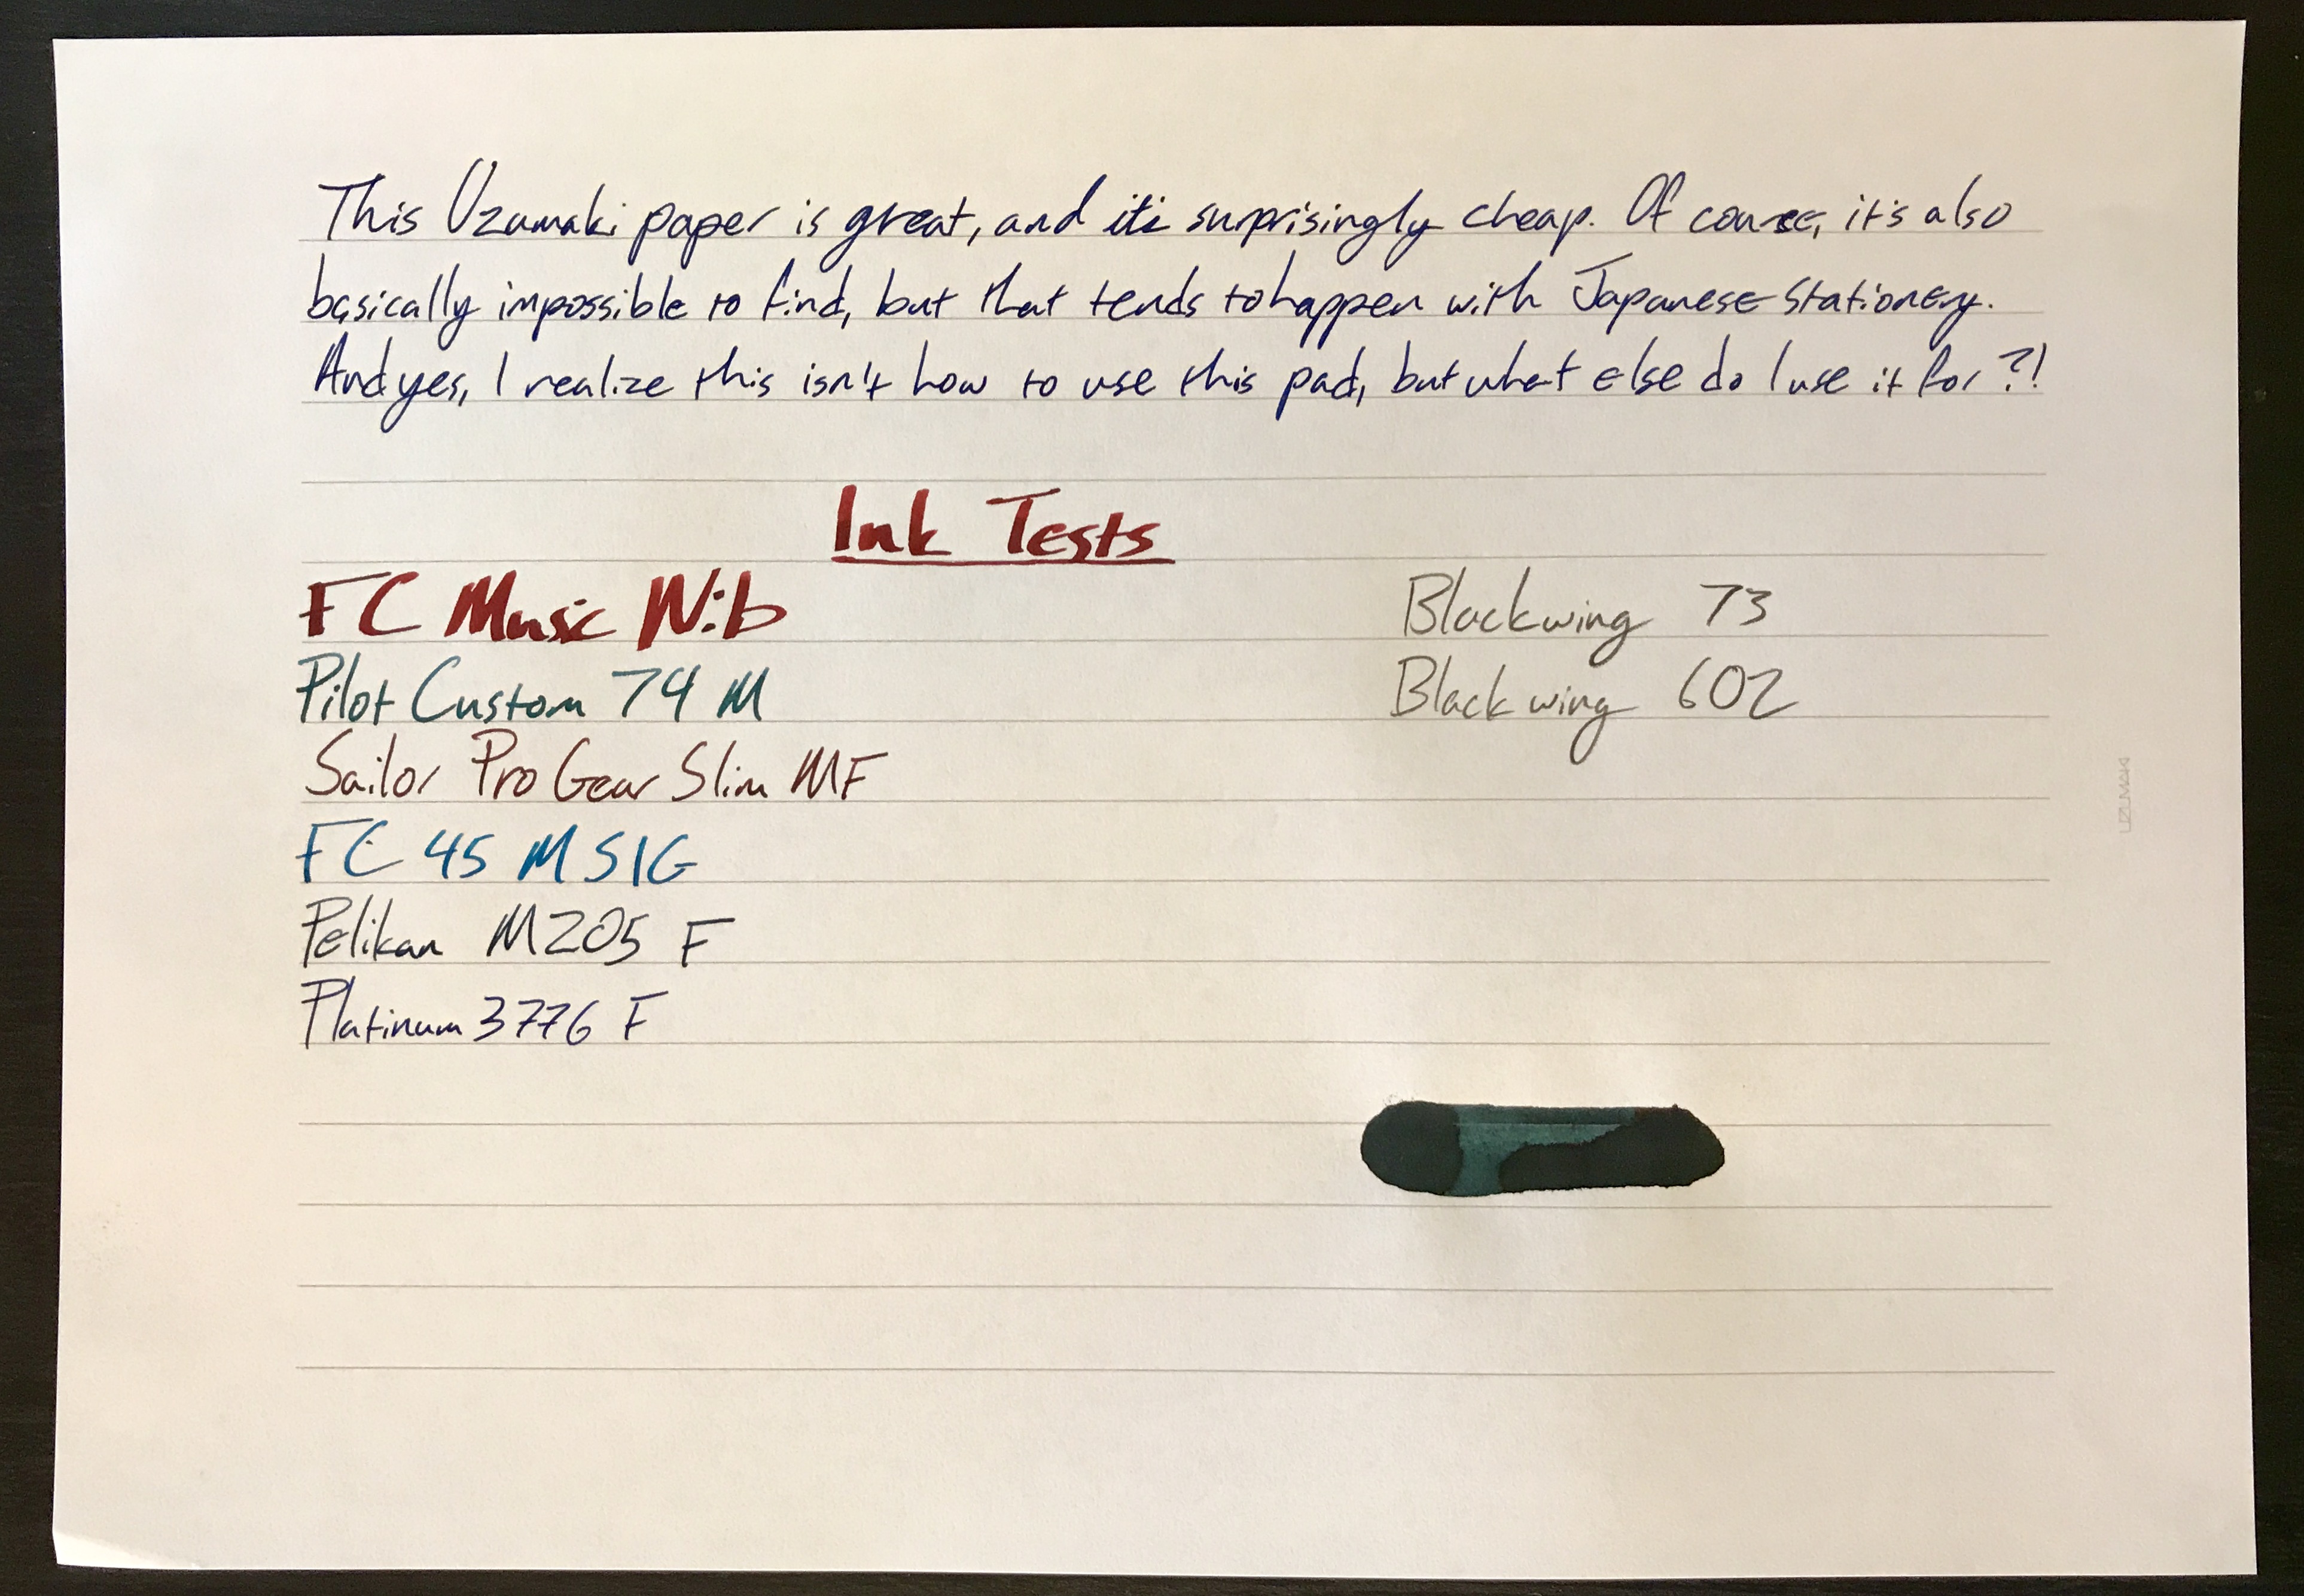 This Uzumaki paper is great, and it's surprisingly cheap. Of course, it's also
basically impossible to find, but that tends to happen with Japanese stationery.
And yes, I realize this isn't how to use this pad, but what else do I use it for?!
Ink Tests
FC Music Nib
Pilot Custom 74 M
Sailor Pro Gear Slim MF
FC 45 M SIG
Pelikan M205 F
Platinum 3776 F
Blackwing 73
Blackwing 602
UZUMAKI